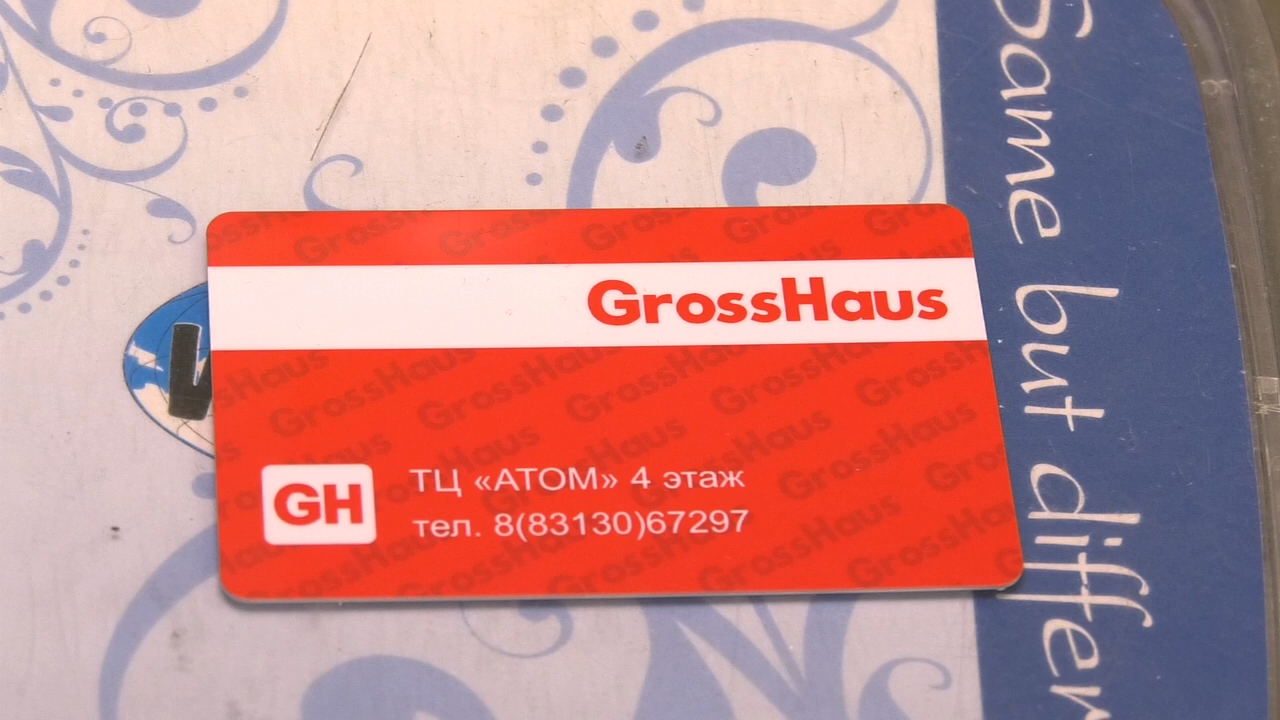 GrossHaus
GH
ТЦ «АТОМ» 4 этаж
тел. 8(83130)67297
Same but differ